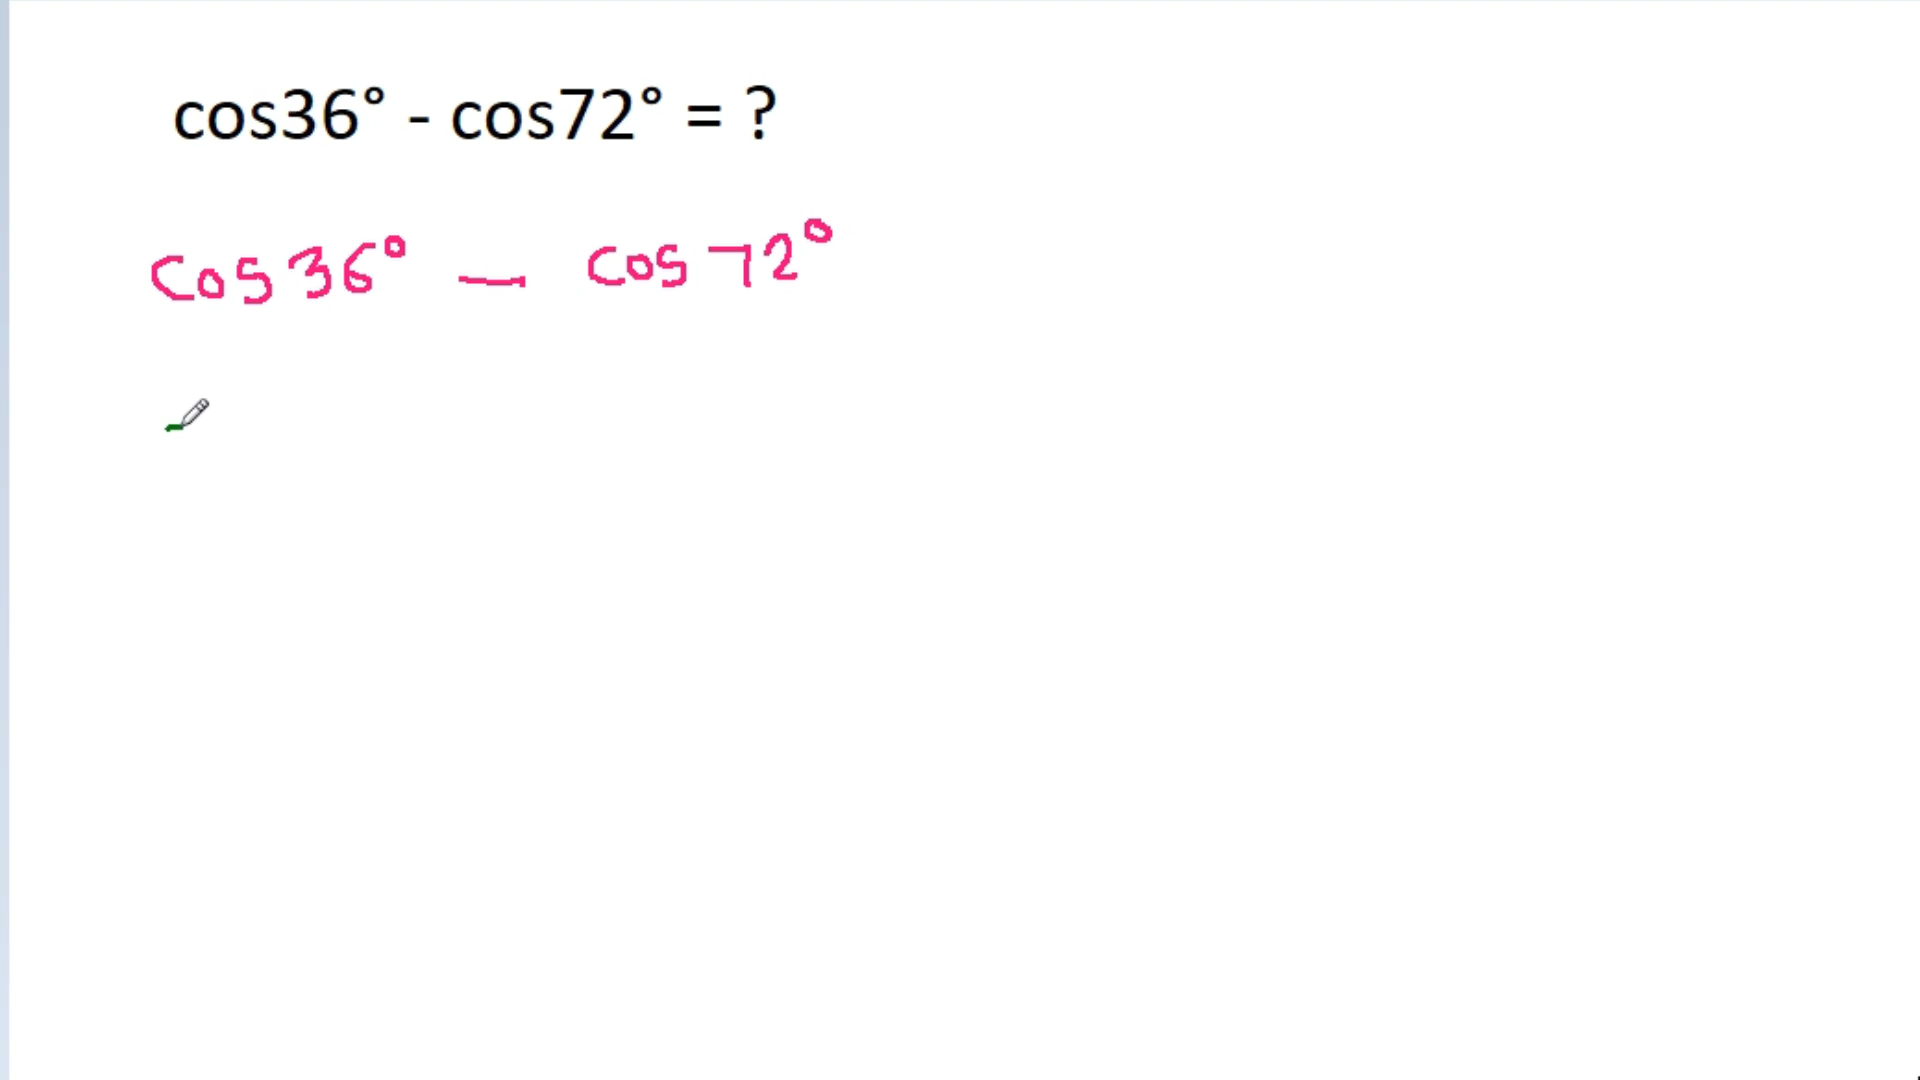 cos36° - cos72° = ?
cos 36° – cos 72°